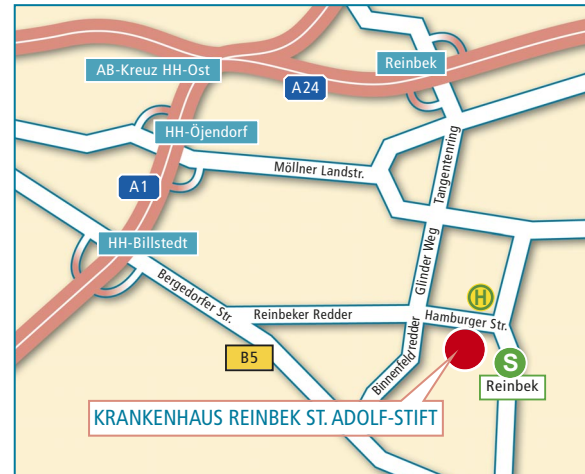 Reinbek
AB-Kreuz HH-Ost
A24
HH-Öjendorf
Möllner Landstr.
Tangentenring
A1
HH-Billstedt
Glinder Weg
Bergedorfer Str.
H
Reinbeker Redder
Hamburger Str.
B5
Binnenfeldredder
S
Reinbek
KRANKENHAUS REINBEK ST. ADOLF-STIFT